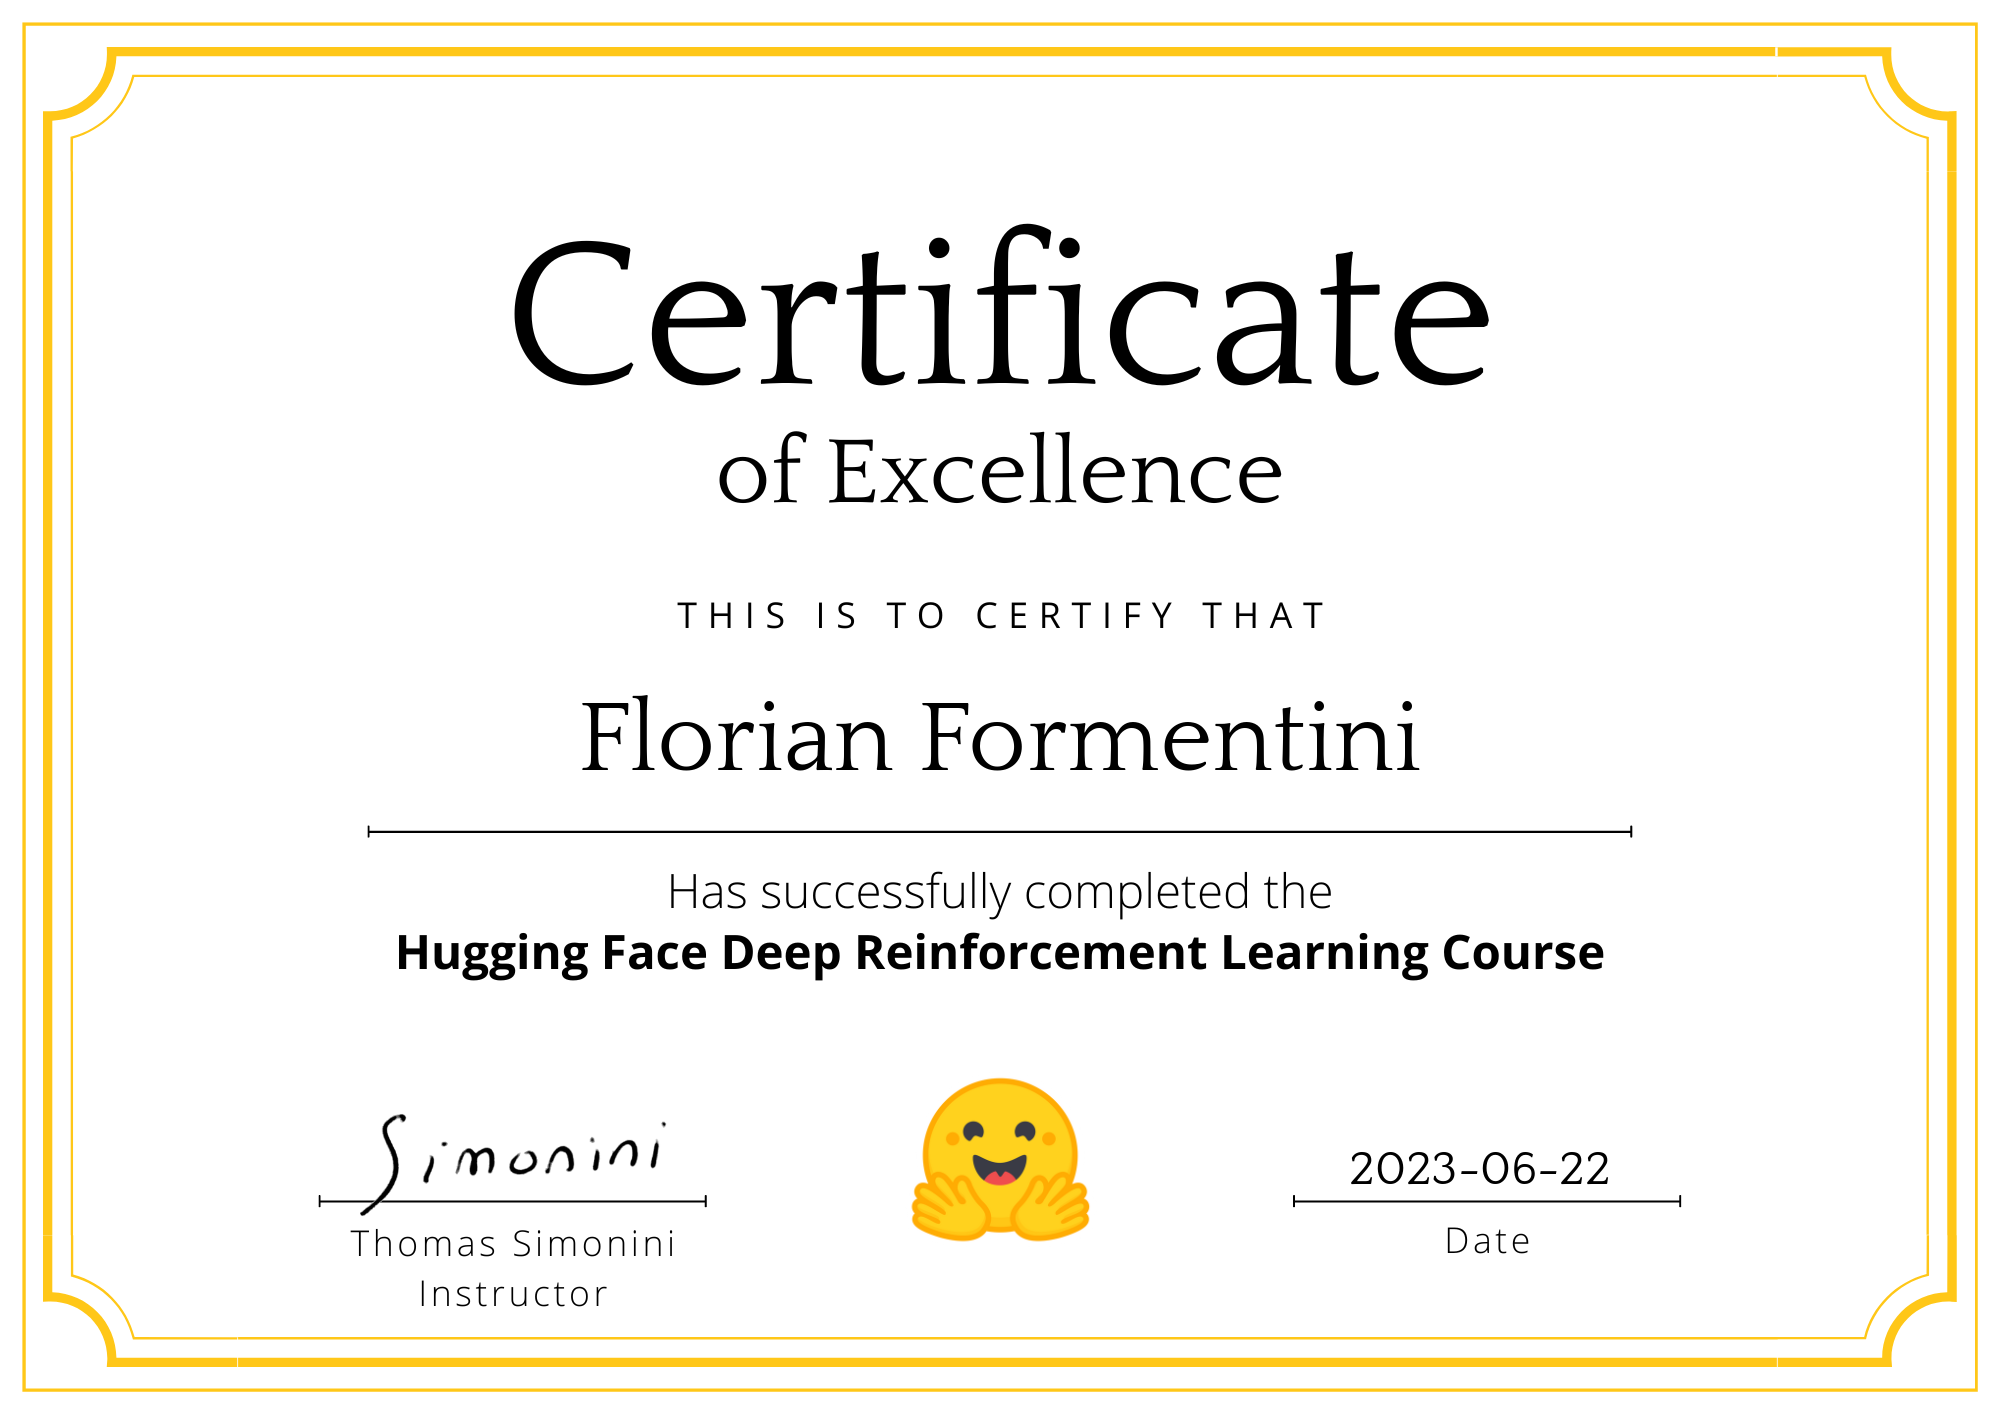 Certificate
of Excellence
THIS IS TO CERTIFY THAT
Florian Formentini
Has successfully completed the
Hugging Face Deep Reinforcement Learning Course
Simonini
Thomas Simonini
Instructor
2023-06-22
Date